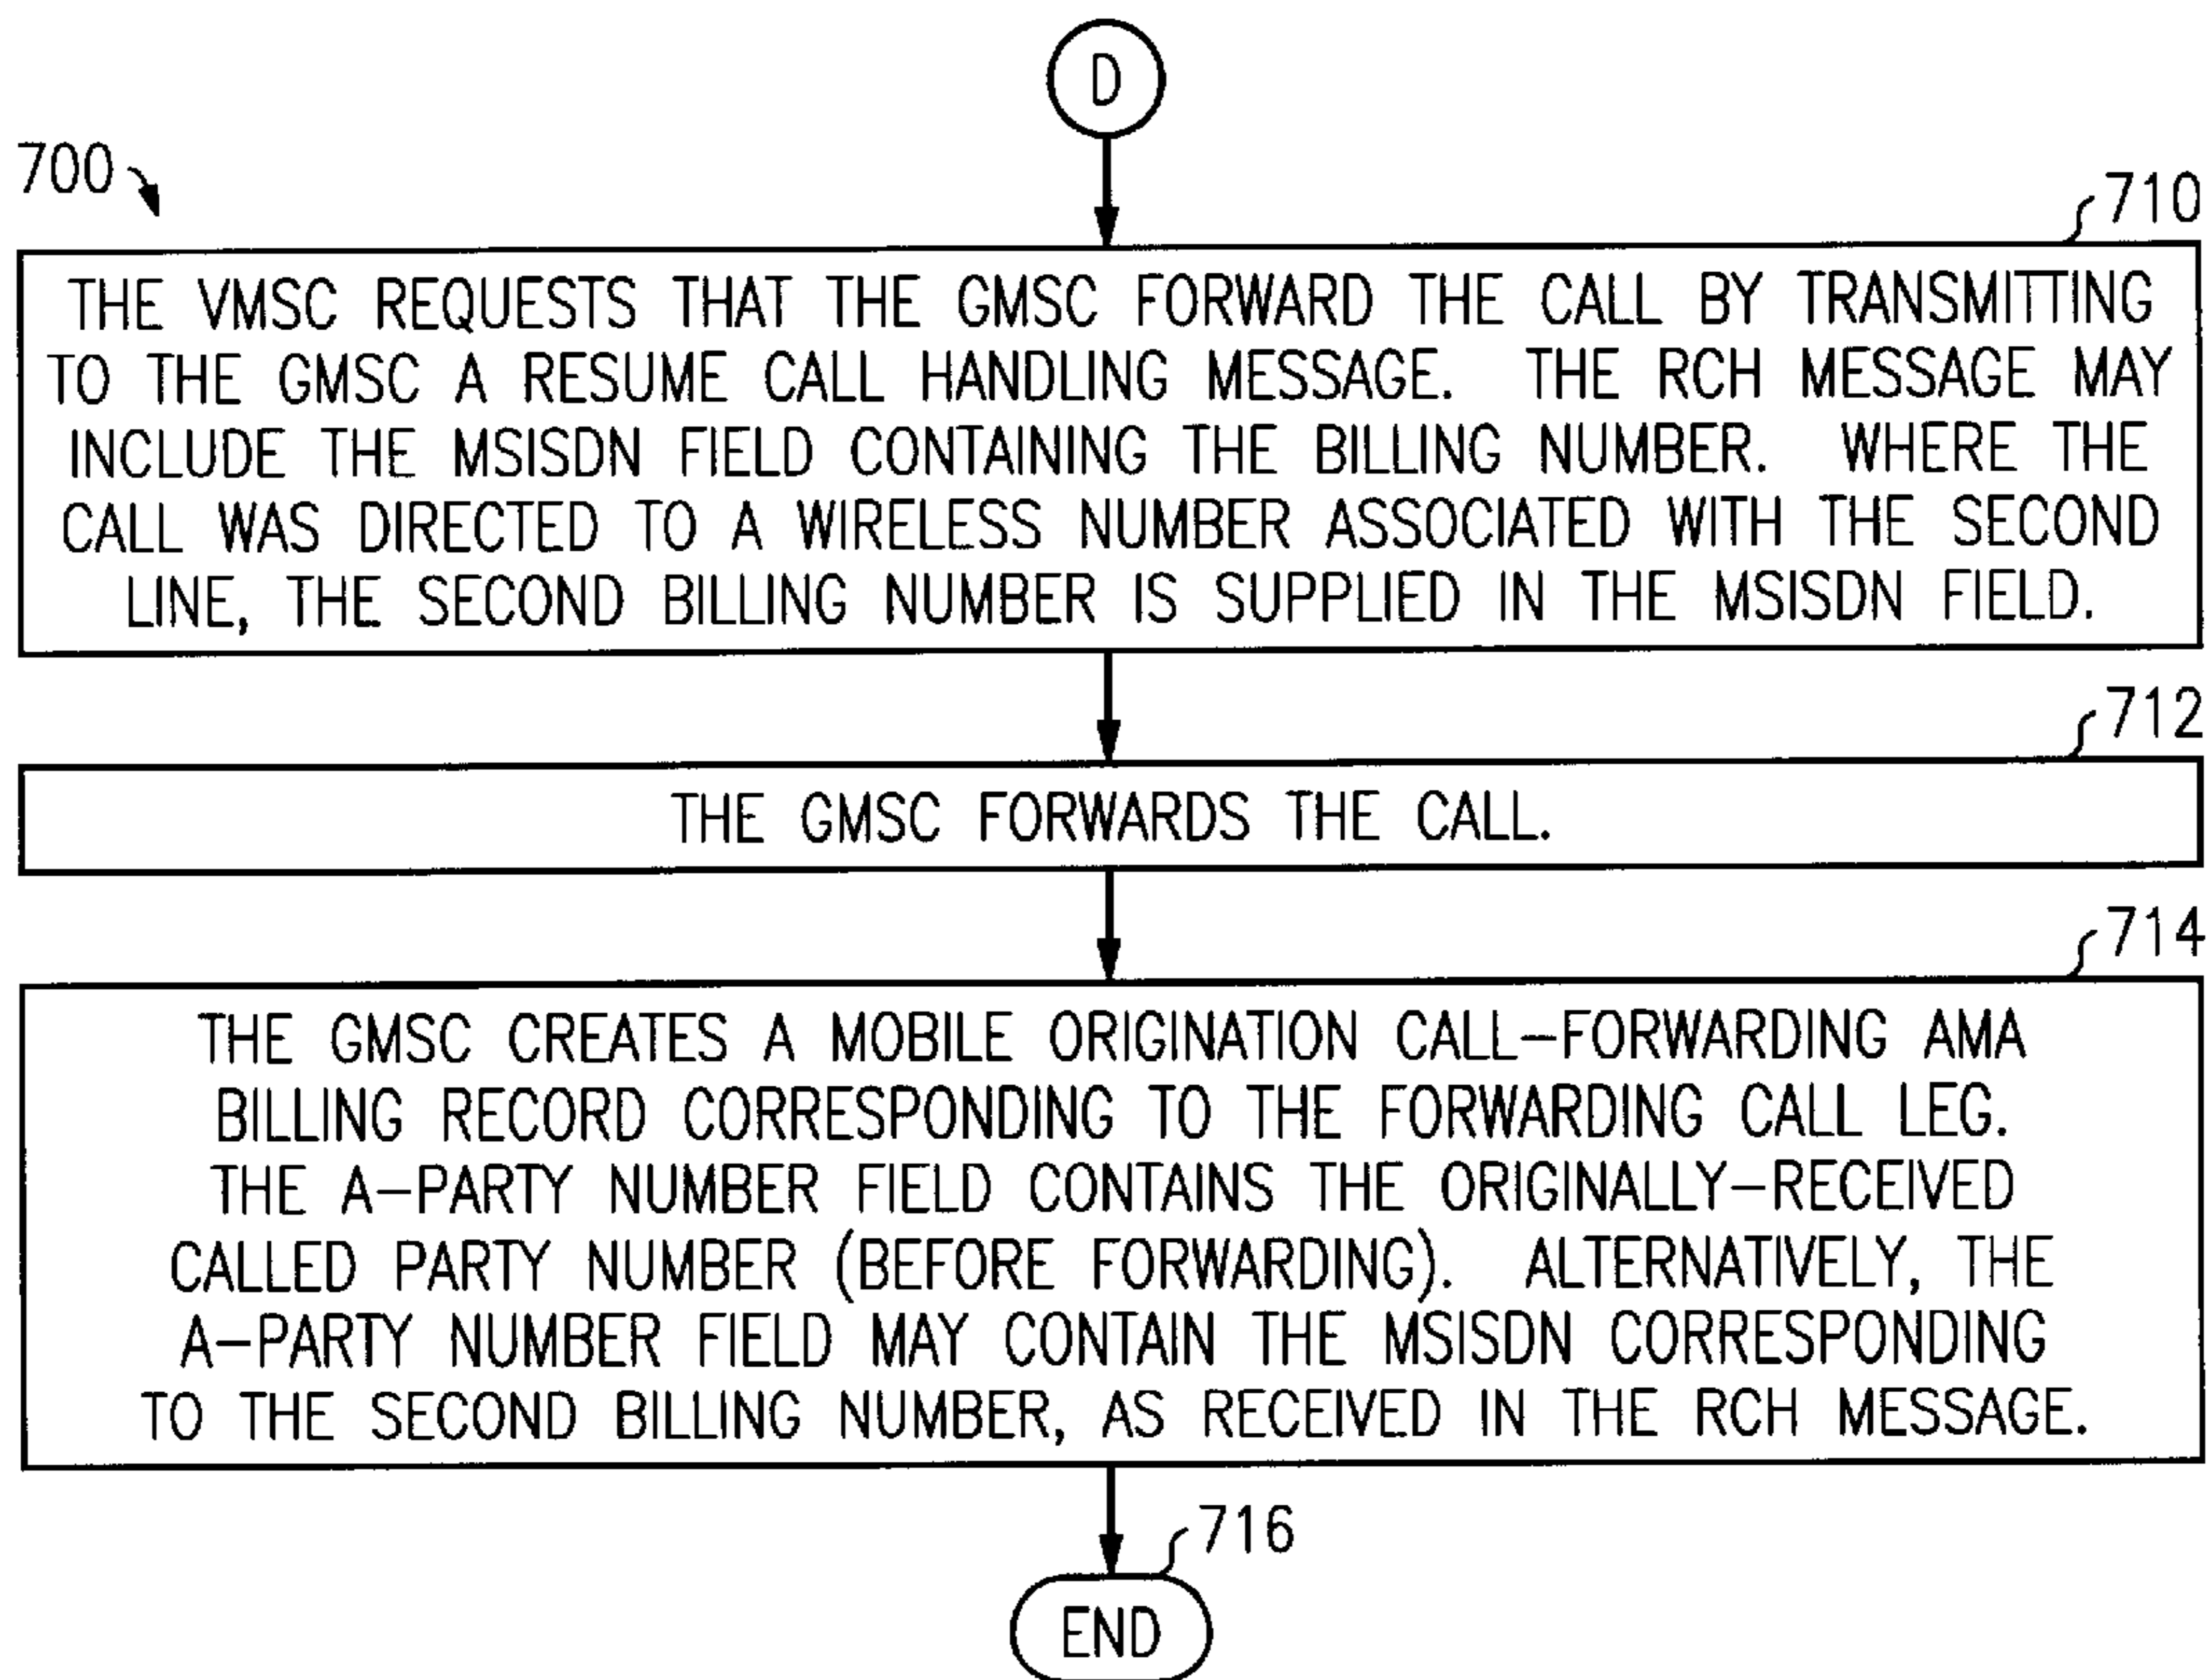 D
700
710
THE VMSC REQUESTS THAT THE GMSC FORWARD THE CALL BY TRANSMITTING
TO THE GMSC A RESUME CALL HANDLING MESSAGE. THE RCH MESSAGE MAY
INCLUDE THE MSISDN FIELD CONTAINING THE BILLING NUMBER. WHERE THE
CALL WAS DIRECTED TO A WIRELESS NUMBER ASSOCIATED WITH THE SECOND
LINE, THE SECOND BILLING NUMBER IS SUPPLIED IN THE MSISDN FIELD.
712
THE GMSC FORWARDS THE CALL.
714
THE GMSC CREATES A MOBILE ORIGINATION CALL-FORWARDING AMA
BILLING RECORD CORRESPONDING TO THE FORWARDING CALL LEG.
THE A-PARTY NUMBER FIELD CONTAINS THE ORIGINALLY-RECEIVED
CALLED PARTY NUMBER (BEFORE FORWARDING). ALTERNATIVELY, THE
A-PARTY NUMBER FIELD MAY CONTAIN THE MSISDN CORRESPONDING
TO THE SECOND BILLING NUMBER, AS RECEIVED IN THE RCH MESSAGE.
716
END